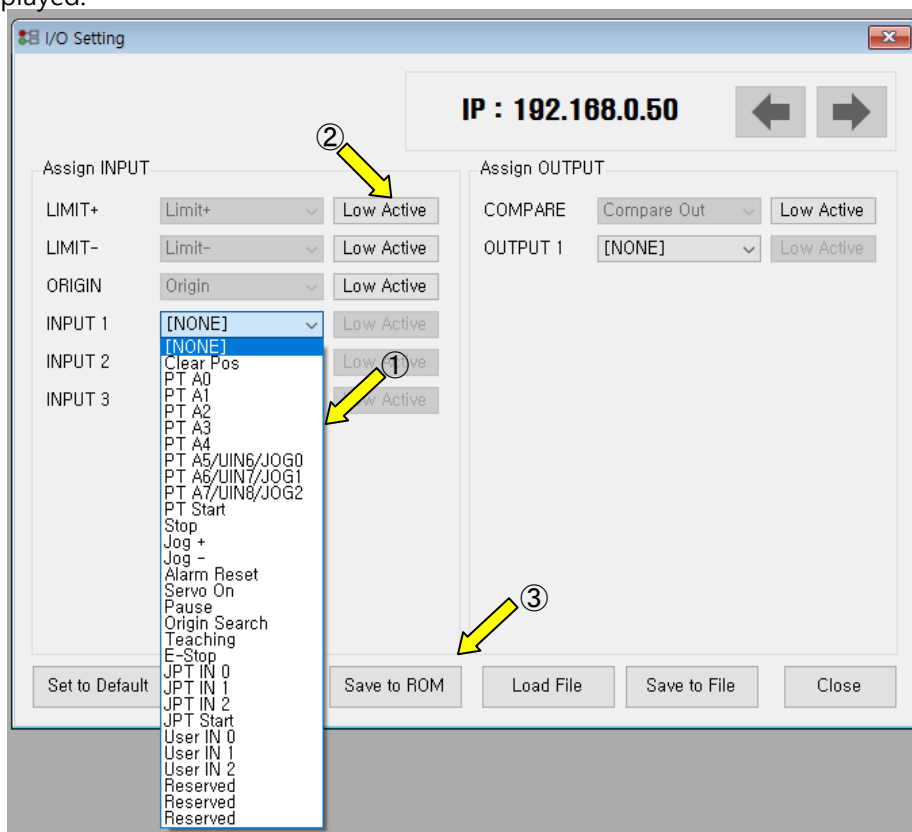 played.
I/O Setting
IP : 192.168.0.50
②
Assign INPUT
Assign OUTPUT
LIMIT+ Limit+ Low Active COMPARE Compare Out Low Active
LIMIT- Limit- Low Active OUTPUT 1 [NONE] Low Active
ORIGIN Origin Low Active
INPUT 1 [NONE] Low Active
INPUT 2 Low Active
①
INPUT 3 Active
[NONE]
Clear Pos
PT A0
PT A1
PT A2
PT A3
PT A4
PT A5/UIN6/JOG0
PT A6/UIN7/JOG1
PT A7/UIN8/JOG2
PT Start
Stop
Jog +
Jog -
Alarm Reset
Servo On
Pause
Origin Search
Teaching
E-Stop
JPT IN 0
JPT IN 1
JPT IN 2
JPT Start
User IN 0
User IN 1
User IN 2
Reserved
Reserved
Reserved
③
Set to Default Save to ROM Load File Save to File Close